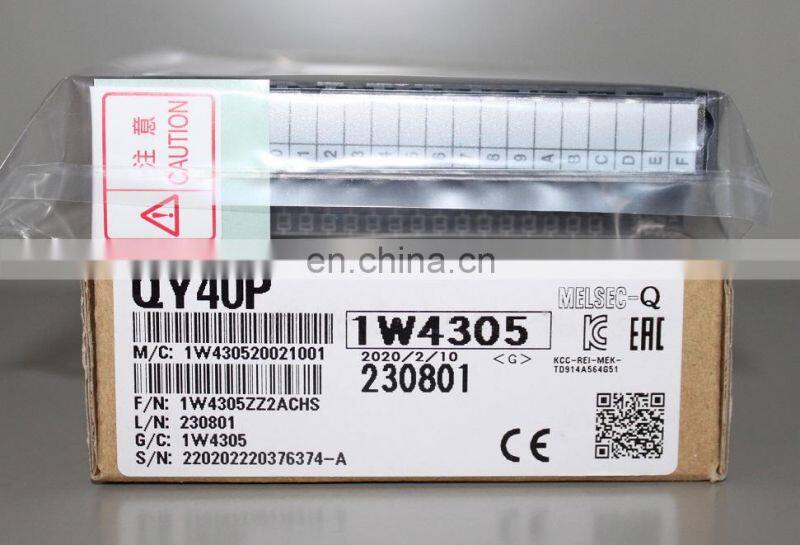 注意
CAUTION
0 1 2 3 4 5 6 7 8 9 A B C D E F
en.china.cn
QY40P
MELSEC-Q
1W4305
M/C: 1W430520021001
2020/2/10 <G>
230801
KCC-REI-MEK-
TD914A564G51
EAC
F/N: 1W4305ZZ2ACHS
L/N: 230801
G/C: 1W4305
S/N: 220202220376374-A
CE